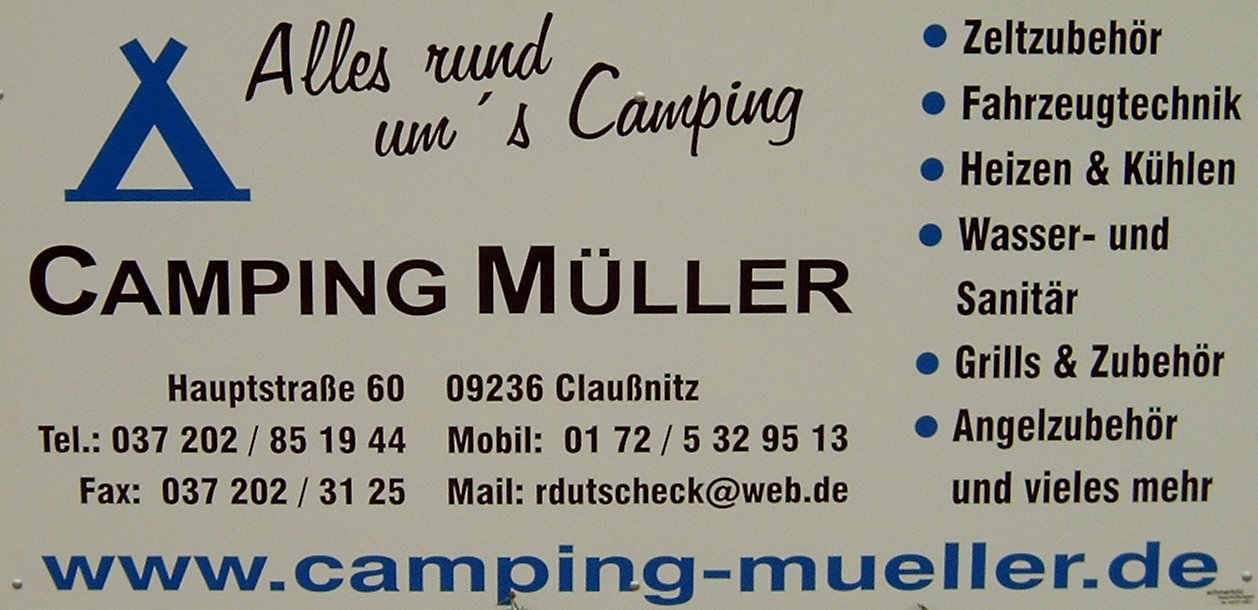 Alles rund
um´s Camping
CAMPING MÜLLER
Hauptstraße 60 09236 Claußnitz
Tel.: 037 202 / 85 19 44 Mobil: 01 72 / 5 32 95 13
Fax: 037 202 / 31 25 Mail: rdutscheck@web.de
• Zeltzubehör
• Fahrzeugtechnik
• Heizen & Kühlen
• Wasser- und
Sanitär
• Grills & Zubehör
• Angelzubehör
und vieles mehr
www.camping-mueller.de